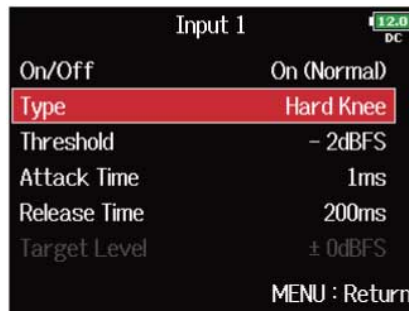 Input 1 12.0
DC
On/Off On (Normal)
Type Hard Knee
Threshold - 2dBFS
Attack Time 1ms
Release Time 200ms
Target Level ± 0dBFS
MENU : Return